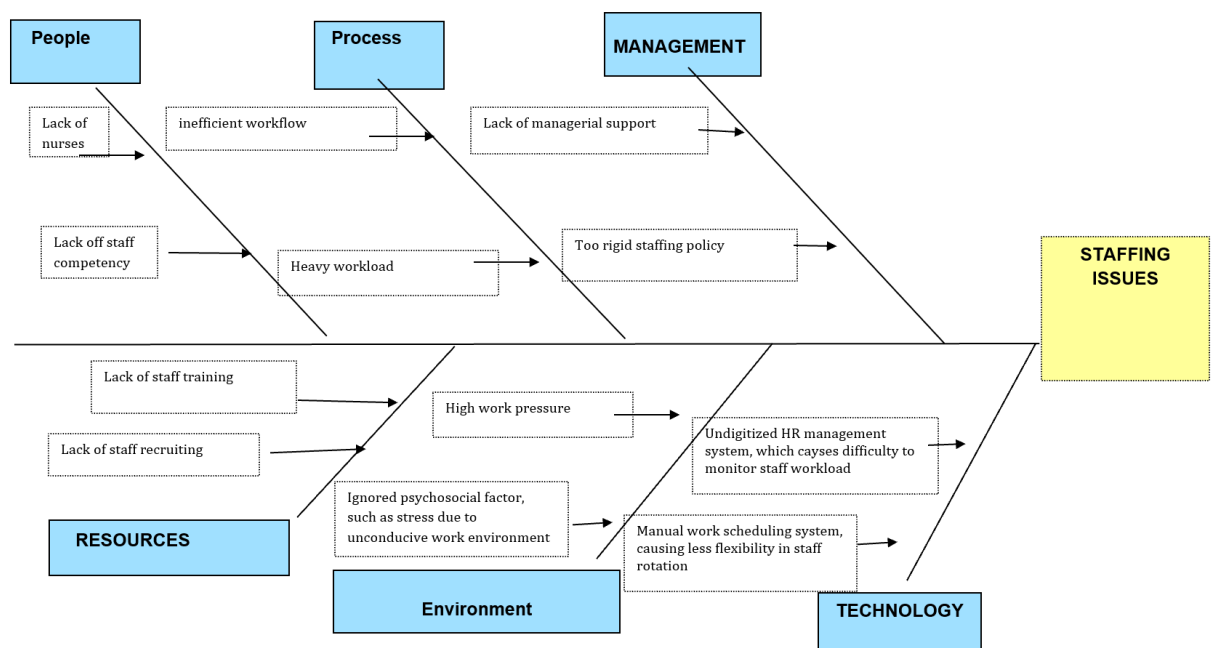 People
Process
MANAGEMENT
Lack of
nurses
inefficient workflow
Lack of managerial support
Lack off staff
competency
Heavy workload
Too rigid staffing policy
STAFFING
ISSUES
Lack of staff training
High work pressure
Lack of staff recruiting
Undigitized HR management
system, which cayses difficulty to
monitor staff workload
Ignored psychosocial factor,
such as stress due to
unconducive work environment
Manual work scheduling system,
causing less flexibility in staff
rotation
RESOURCES
Environment
TECHNOLOGY